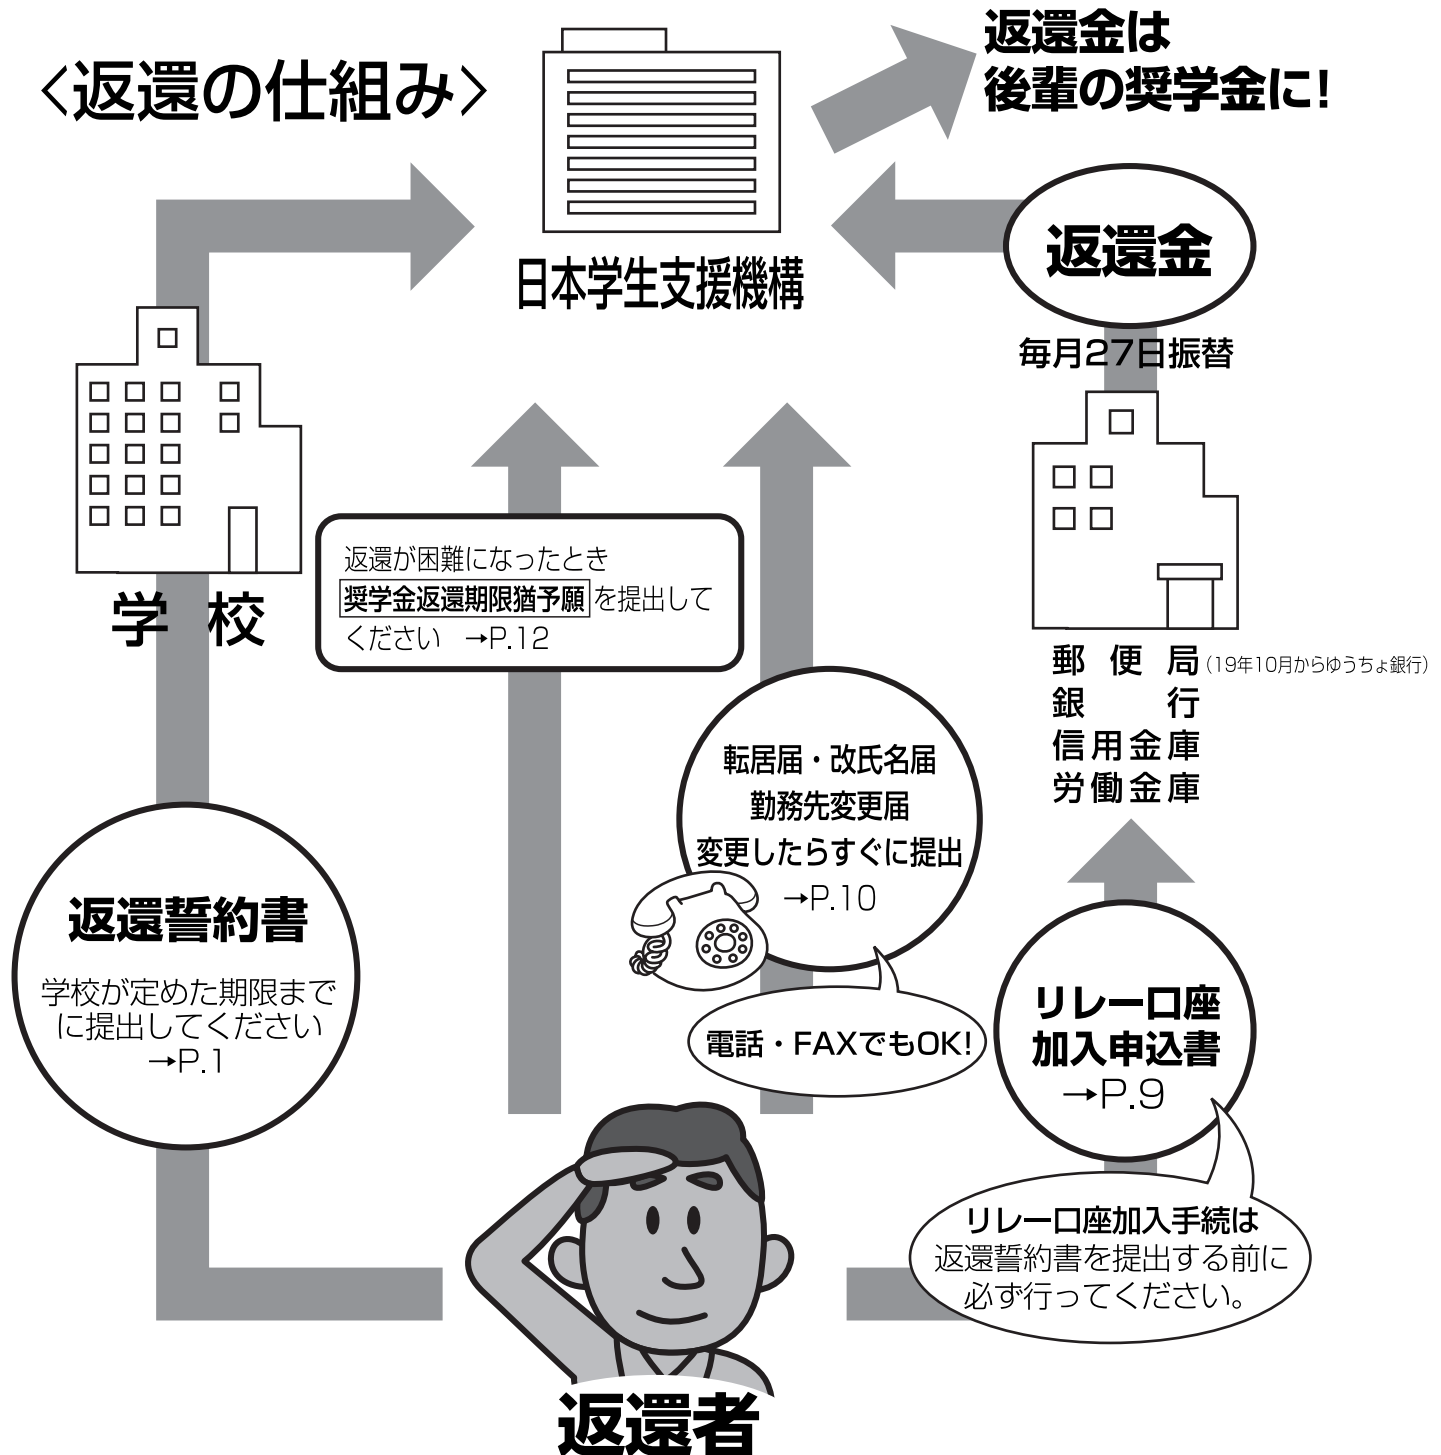 〈返還の仕組み〉
返還金は
後輩の奨学金に!
日本学生支援機構
返還金
毎月27日振替
学校
返還が困難になったとき
奨学金返還期限猶予願を提出して
ください →P.12
郵便局(19年10月からゆうちょ銀行)
銀行
信用金庫
労働金庫
転居届・改氏名届
勤務先変更届
変更したらすぐに提出
→P.10
電話・FAXでもOK!
返還誓約書
学校が定めた期限まで
に提出してください
→P.1
リレー口座
加入申込書
→P.9
リレー口座加入手続は
返還誓約書を提出する前に
必ず行ってください。
返還者